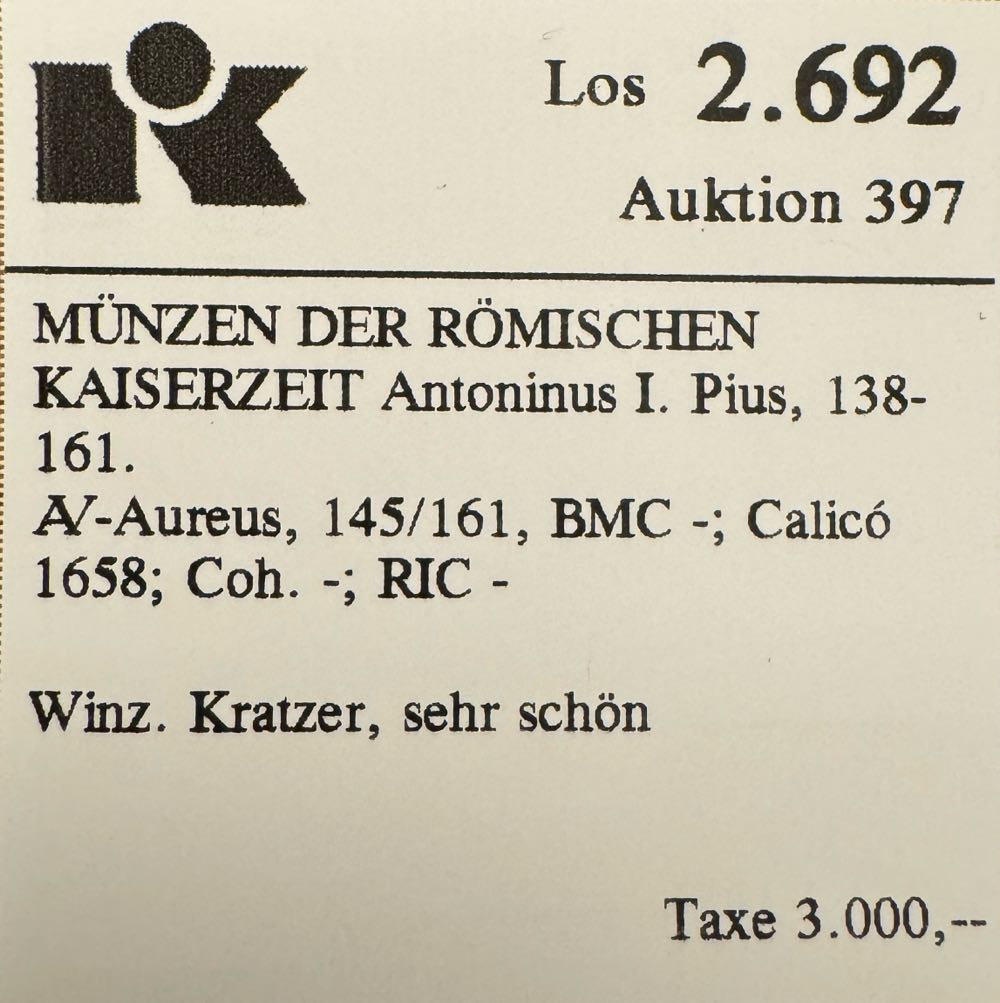 Los 2.692
Auktion 397
MÜNZEN DER RÖMISCHEN
KAISERZEIT Antoninus I. Pius, 138-
161.
AV-Aureus, 145/161, BMC -; Calicó
1658; Coh. -; RIC -
Winz. Kratzer, sehr schön
Taxe 3.000,--